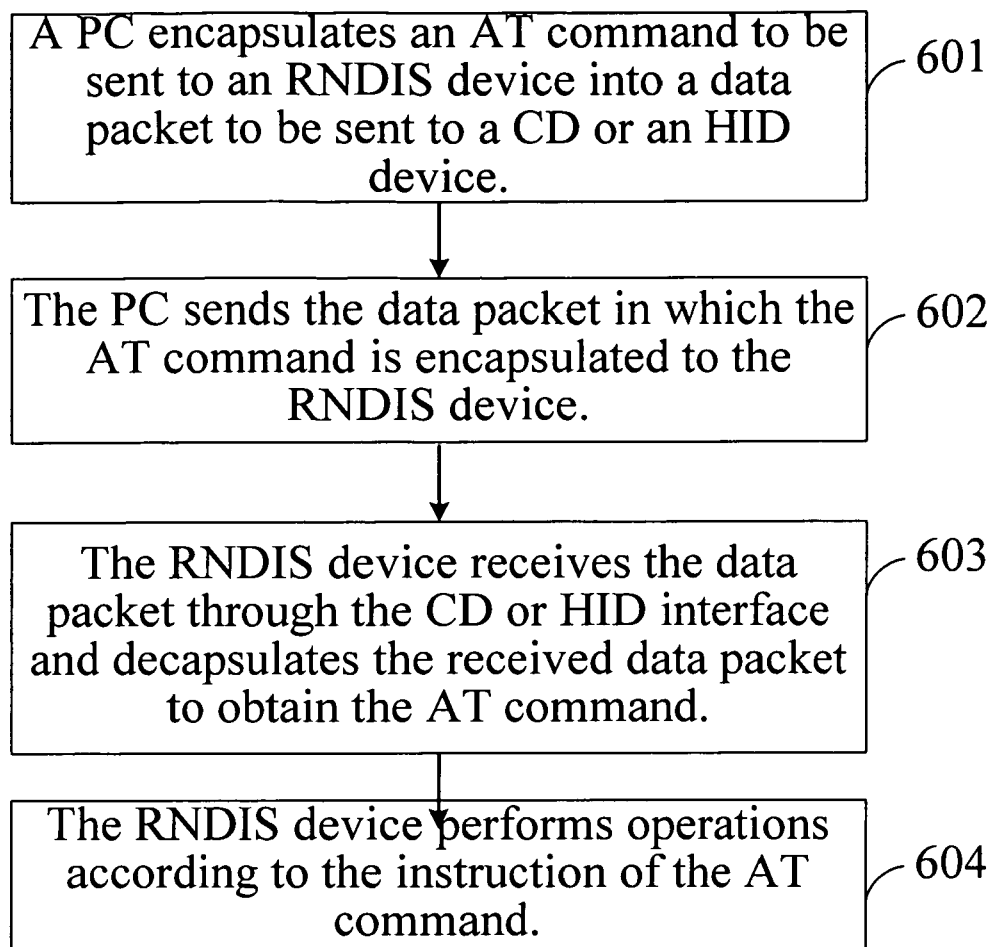 A PC encapsulates an AT command to be
sent to an RNDIS device into a data
packet to be sent to a CD or an HID
device.
601
The PC sends the data packet in which the
AT command is encapsulated to the
RNDIS device.
602
The RNDIS device receives the data
packet through the CD or HID interface
and decapsulates the received data packet
to obtain the AT command.
603
The RNDIS device performs operations
according to the instruction of the AT
command.
604